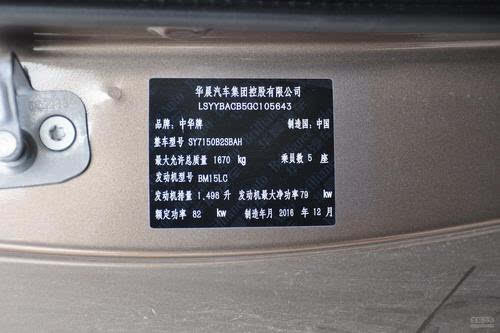 华晨汽车集团控股有限公司
LSYYBACB5GC105643
品牌：中华牌 制造国：中国
整车型号 SY7150B2SBAH
最大允许总质量 1670 kg 乘员数 5 座
发动机型号 BM15LC
发动机排量 1,498 升 发动机最大净功率79 kw
额定功率 82 kw 制造年月 2016 年 12 月